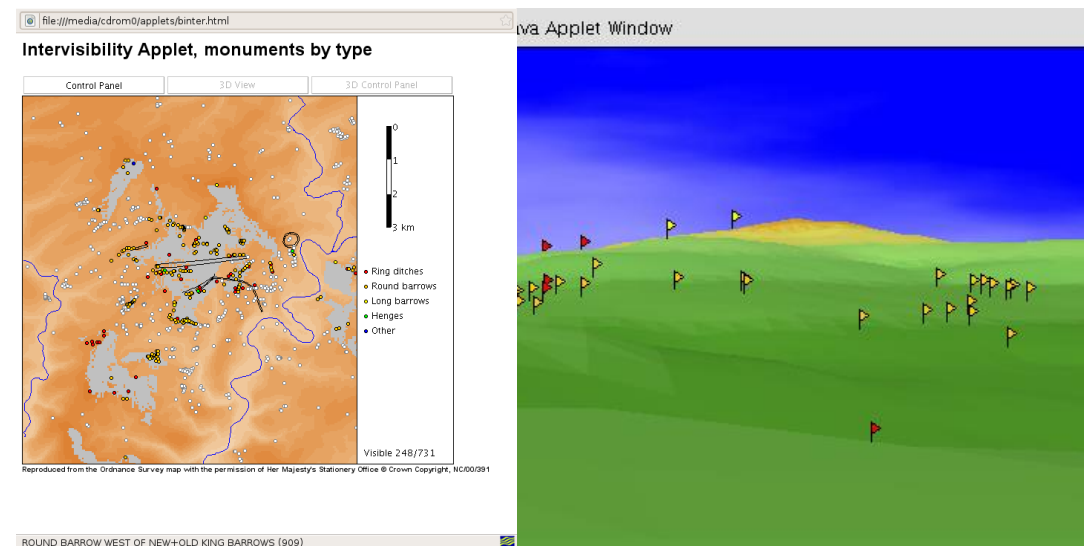 file:///media/cdrom0/applets/binter.html
Intervisibility Applet, monuments by type
Control Panel
3D View
3D Control Panel
0
1
2
3 km
Ring ditches
Round barrows
Long barrows
Henges
Other
Visible 248/731
Reproduced from the Ordnance Survey map with the permission of Her Majesty's Stationery Office © Crown Copyright, NC/00/391
ROUND BARROW WEST OF NEW+OLD KING BARROWS (909)
ava Applet Window